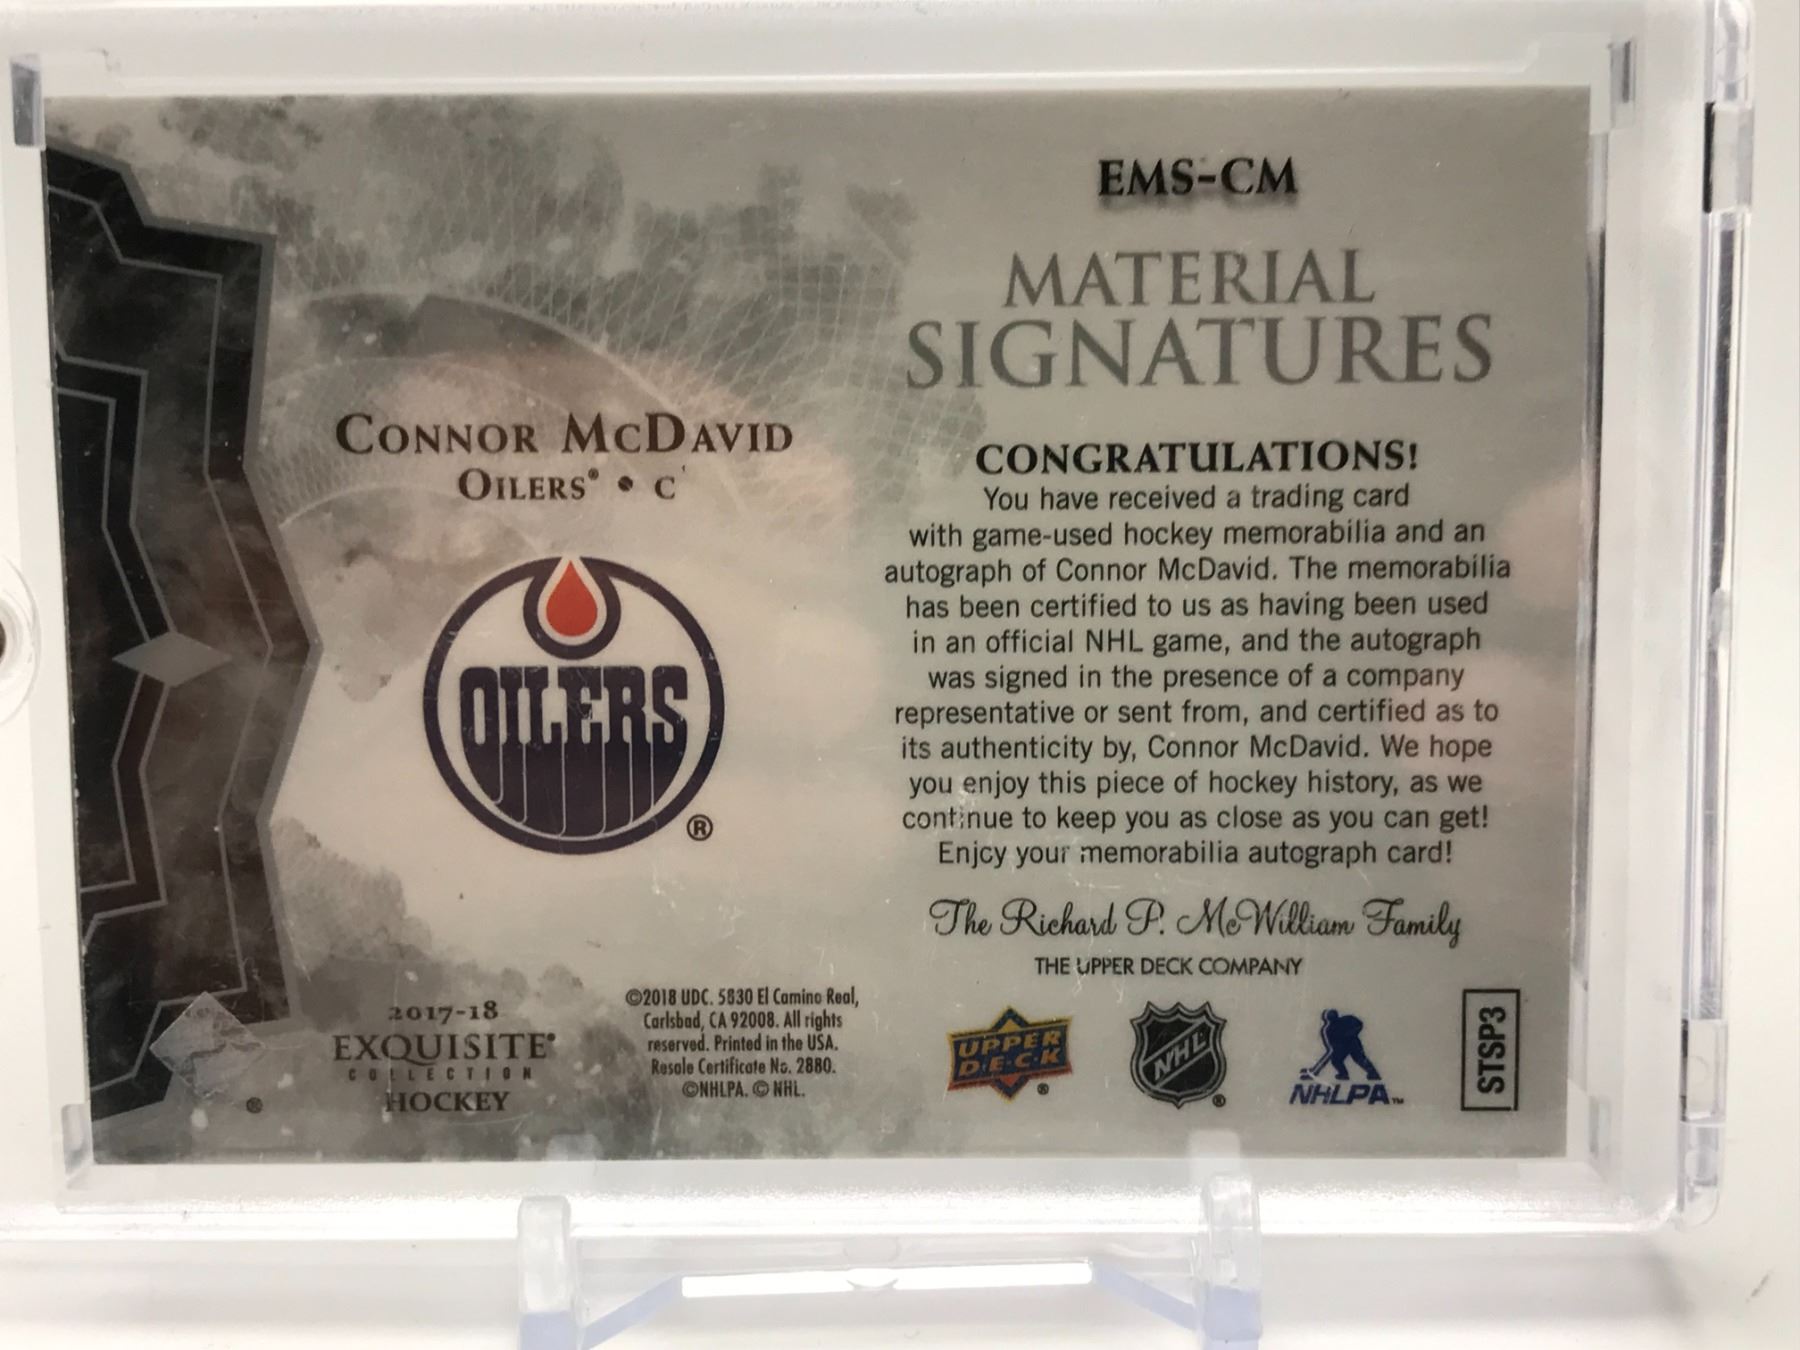 EMS-CM
MATERIAL
SIGNATURES
CONNOR MCDAVID
OILERS® • C
OILERS
®
CONGRATULATIONS!
You have received a trading card
with game-used hockey memorabilia and an
autograph of Connor McDavid. The memorabilia
has been certified to us as having been used
in an official NHL game, and the autograph
was signed in the presence of a company
representative or sent from, and certified as to
its authenticity by, Connor McDavid. We hope
you enjoy this piece of hockey history, as we
continue to keep you as close as you can get!
Enjoy your memorabilia autograph card!
The Richard P. McWilliam Family
THE UPPER DECK COMPANY
2017-18
EXQUISITE®
COLLECTION
HOCKEY
®
©2018 UDC. 5830 El Camino Real,
Carlsbad, CA 92008. All rights
reserved. Printed in the USA.
Resale Certificate No. 2880.
©NHLPA. © NHL.
UPPER
D·E·C·K
®
NHL
®
NHLPA™
STSP3